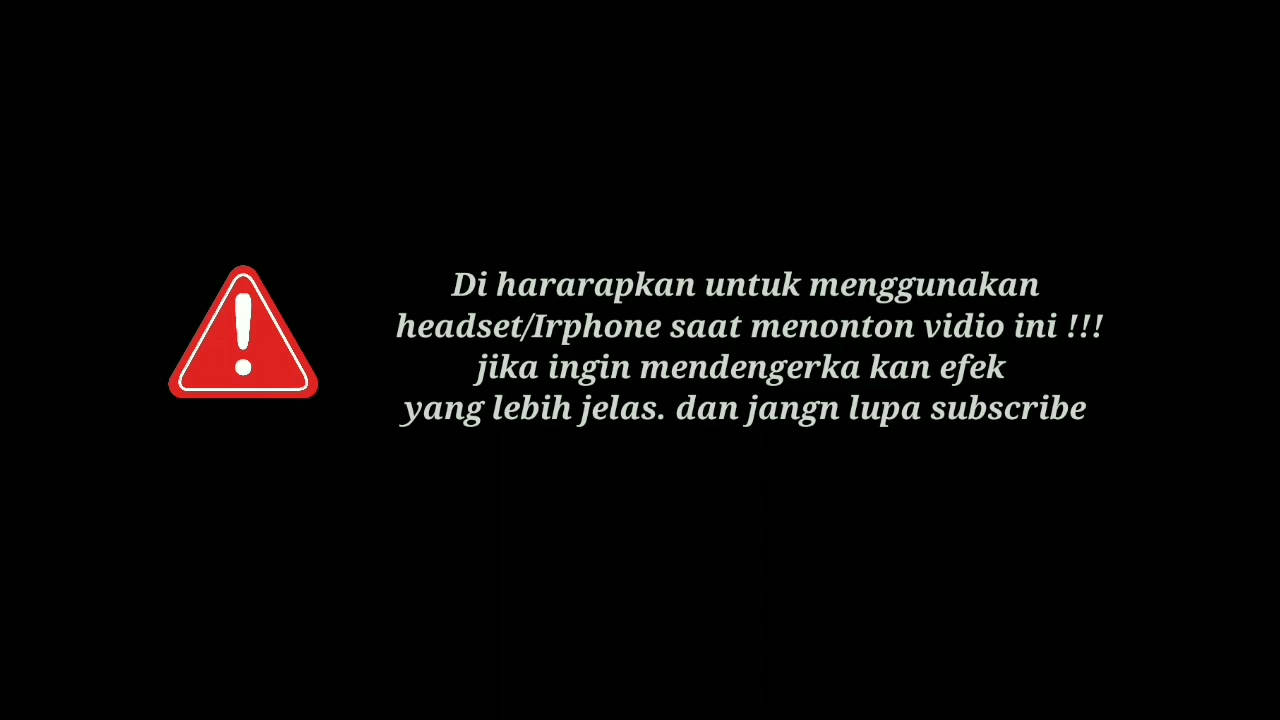 Di hararapkan untuk menggunakan
headset/Irphone saat menonton vidio ini !!!
jika ingin mendengerka kan efek
yang lebih jelas. dan jangn lupa subscribe